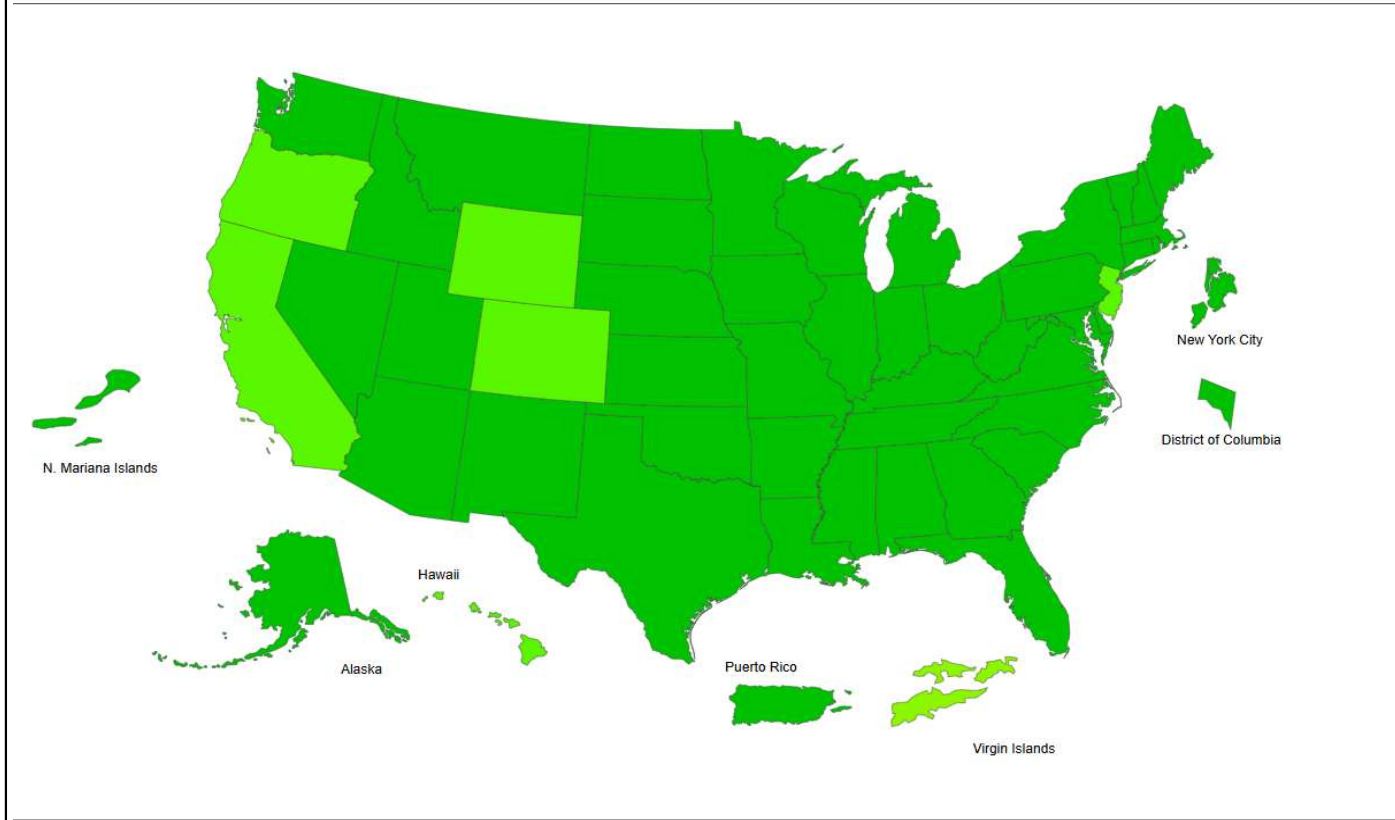 New York City
District of Columbia
N. Mariana Islands
Hawaii
Alaska
Puerto Rico
Virgin Islands